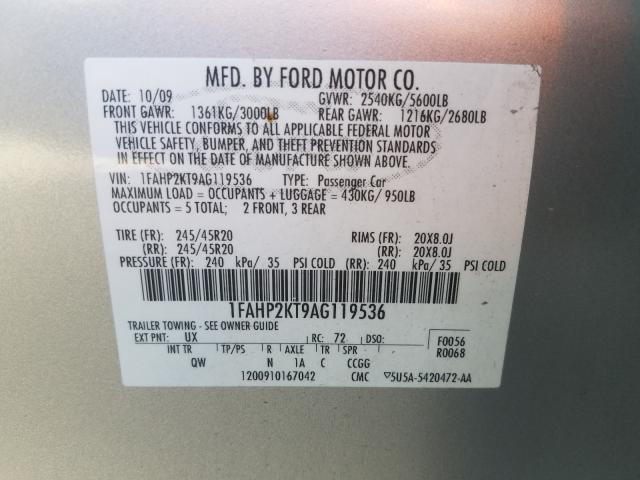 MFD. BY FORD MOTOR CO.
DATE: 10/09 GVWR: 2540KG/5600LB
FRONT GAWR: 1361KG/3000LB REAR GAWR: 1216KG/2680LB
THIS VEHICLE CONFORMS TO ALL APPLICABLE FEDERAL MOTOR
VEHICLE SAFETY, BUMPER, AND THEFT PREVENTION STANDARDS
IN EFFECT ON THE DATE OF MANUFACTURE SHOWN ABOVE.
VIN: 1FAHP2KT9AG119536 TYPE: Passenger Car
MAXIMUM LOAD = OCCUPANTS + LUGGAGE = 430KG/ 950LB
OCCUPANTS = 5 TOTAL; 2 FRONT, 3 REAR
TIRE (FR): 245/45R20 RIMS (FR): 20X8.0J
(RR): 245/45R20 (RR): 20X8.0J
PRESSURE (FR): 240 kPa/ 35 PSI COLD (RR): 240 kPa/ 35 PSI COLD
1FAHP2KT9AG119536
TRAILER TOWING - SEE OWNER GUIDE
EXT PNT: UX RC: 72 DSO: F0056
INT TR TP/PS R AXLE TR SPR R0068
QW N 1A C CCGG
1200910167042 CMC ▽5U5A-5420472-AA